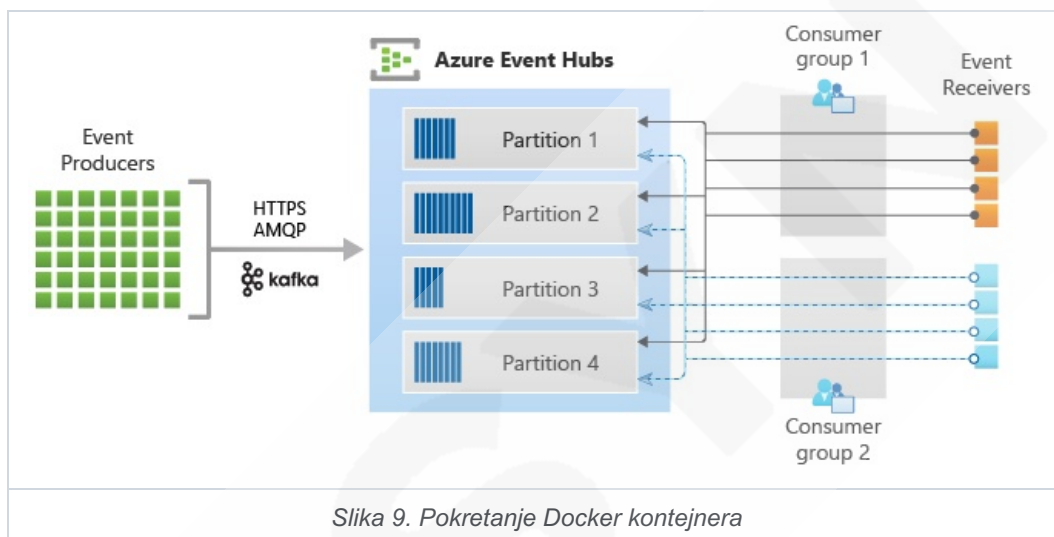 Azure Event Hubs
Consumer
group 1
Event
Receivers
Event
Producers
HTTPS
AMQP
kafka
Partition 1
Partition 2
Partition 3
Partition 4
Consumer
group 2
Slika 9. Pokretanje Docker kontejnera